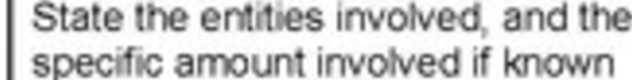 State the entities involved, and the
specific amount involved if known